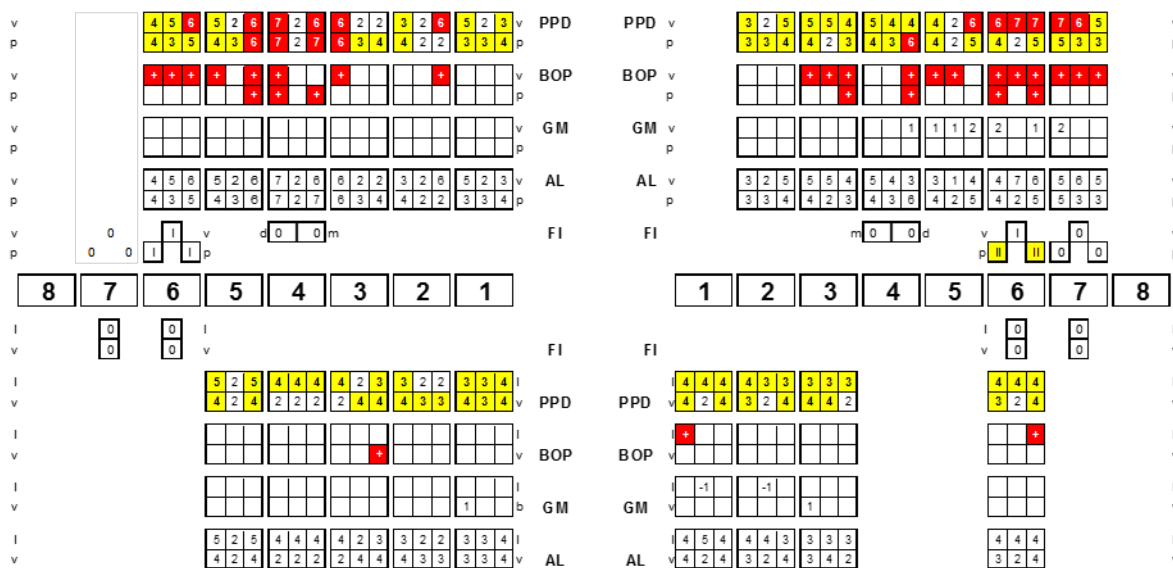 v 4 5 6 5 2 6 7 2 6 6 2 2 3 2 6 5 2 3 v PPD PPD v 3 2 5 5 5 4 5 4 4 4 2 6 6 7 7 7 6 5
p 4 3 5 4 3 6 7 2 7 6 3 4 4 2 2 3 3 4 p p 3 3 4 4 2 3 4 3 6 4 2 5 4 2 5 5 3 3
v + + + + + + + + v BOP BOP v + + + + + + + + + + + +
p + + + p p + + + +
v v GM GM v 1 1 1 2 2 1 2
p p p
v 4 5 6 5 2 6 7 2 6 6 2 2 3 2 6 5 2 3 v AL AL v 3 2 5 5 5 4 5 4 3 3 1 4 4 7 6 5 6 5
p 4 3 5 4 3 6 7 2 7 6 3 4 4 2 2 3 3 4 p p 3 3 4 4 2 3 4 3 6 4 2 5 4 2 5 5 3 3
v 0 I v d 0 0 m FI FI m 0 0 d v I 0
p 0 0 I I p p II II 0 0
8 7 6 5 4 3 2 1 1 2 3 4 5 6 7 8
l 0 0 l l 0 0
v 0 0 v FI FI v 0 0
l 5 2 5 4 4 4 4 2 3 3 2 2 3 3 4 l l 4 4 4 4 3 3 3 3 3 4 4 4
v 4 2 4 2 2 2 2 4 4 4 3 3 4 3 4 v PPD PPD v 4 2 4 3 2 4 4 4 2 3 2 4
l l l + +
v + v BOP BOP v
l l l -1 -1
v 1 b GM GM v 1
l 5 2 5 4 4 4 4 2 3 3 2 2 3 3 4 l l 4 5 4 4 4 3 3 3 3 4 4 4
v 4 2 4 2 2 2 2 4 4 4 3 3 4 3 4 v AL AL v 4 2 4 3 2 4 3 4 2 3 2 4